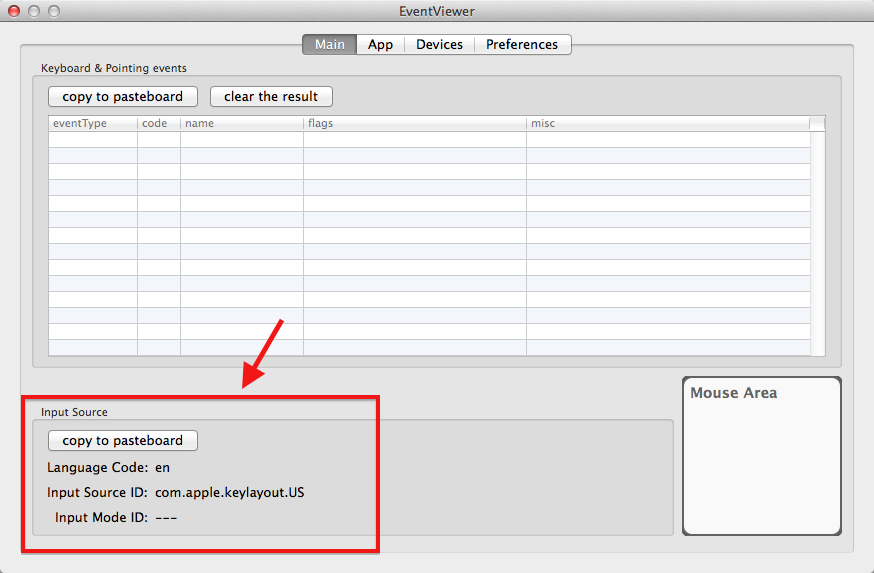 EventViewer
Main App Devices Preferences
Keyboard & Pointing events
copy to pasteboard clear the result
eventType code name flags misc
Mouse Area
Input Source
copy to pasteboard
Language Code: en
Input Source ID: com.apple.keylayout.US
Input Mode ID: ---